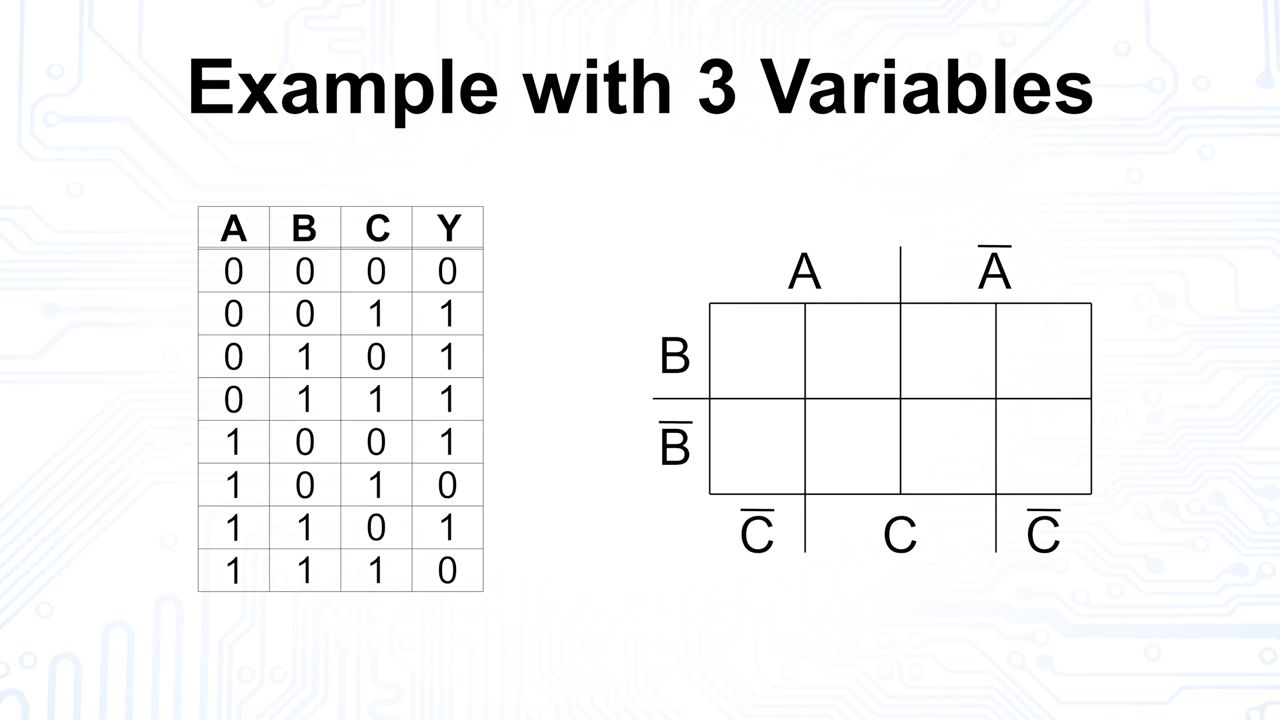 Example with 3 Variables
A B C Y
0 0 0 0
0 0 1 1
0 1 0 1
0 1 1 1
1 0 0 1
1 0 1 0
1 1 0 1
1 1 1 0
A A̅
B
B̅
C̅ C C̅